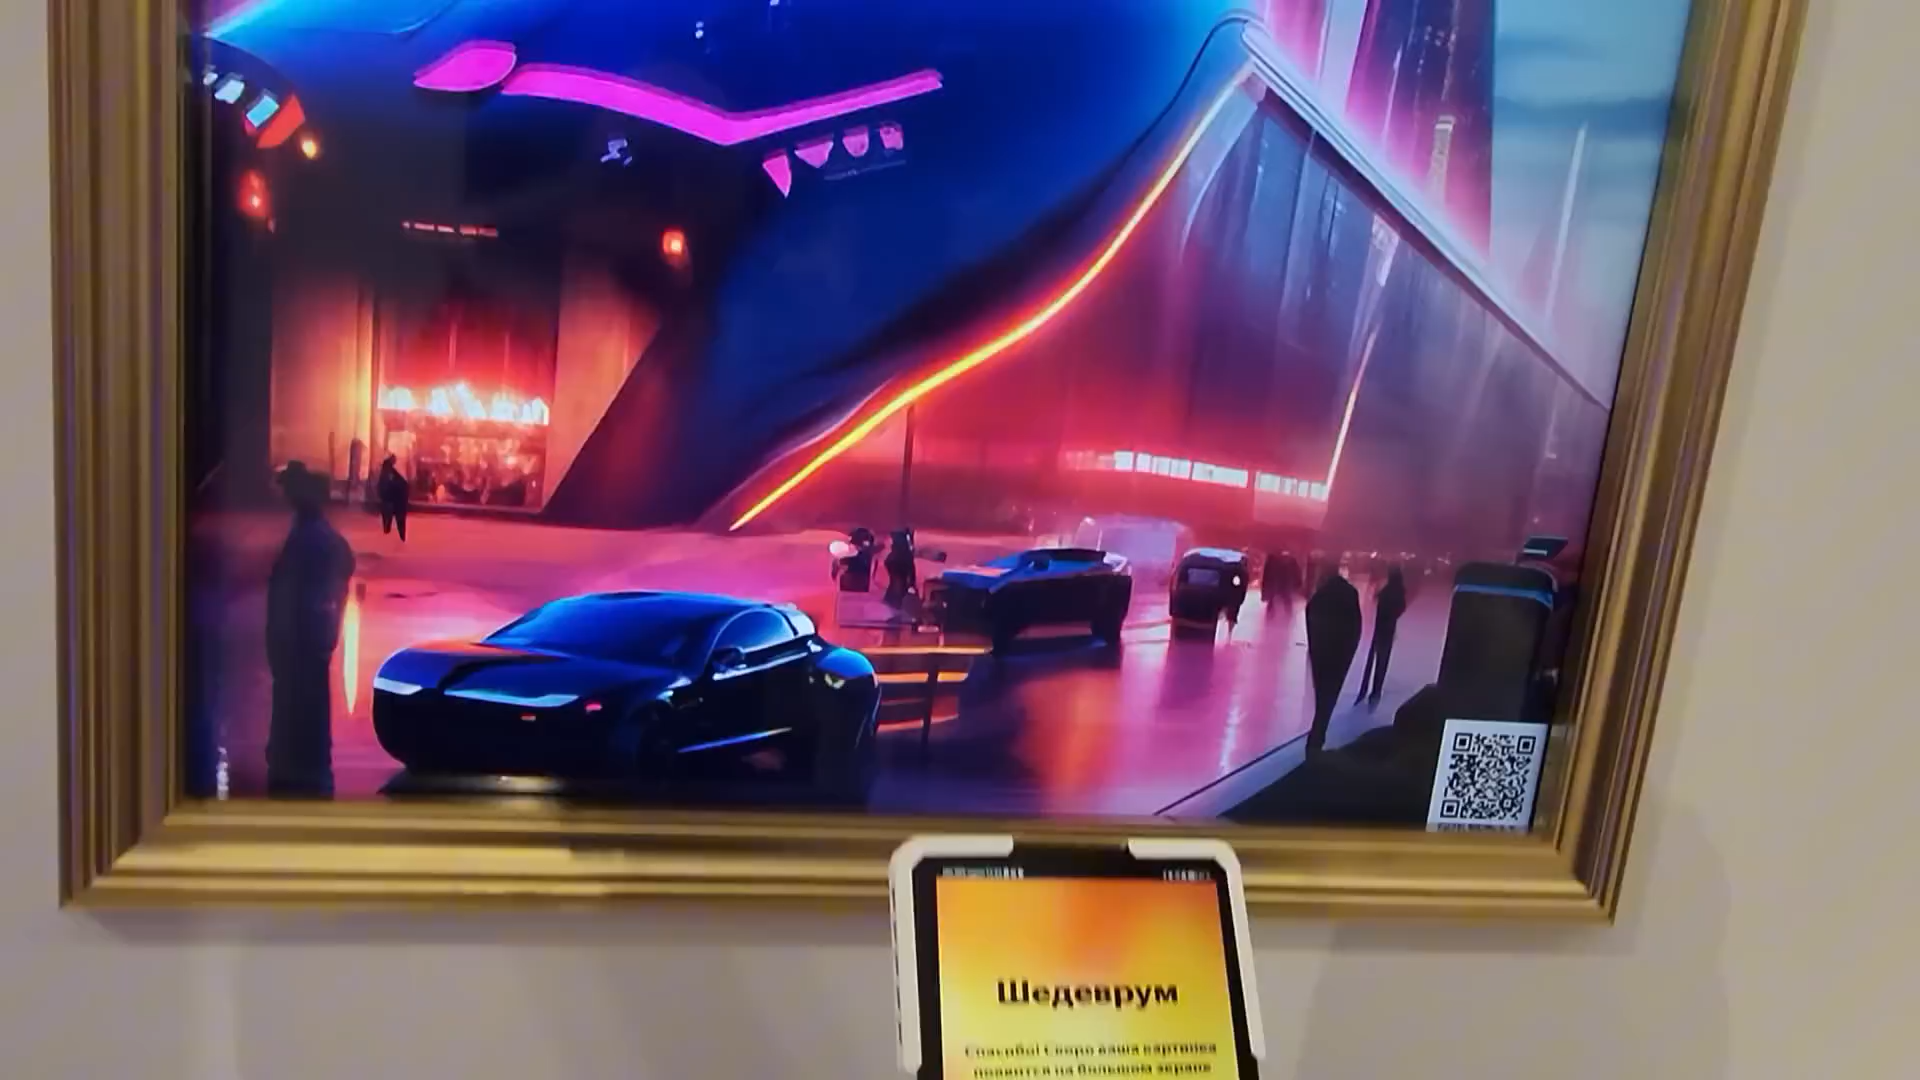 Шедеврум
Спасибо! Скоро ваша картинка
появится на большом экране